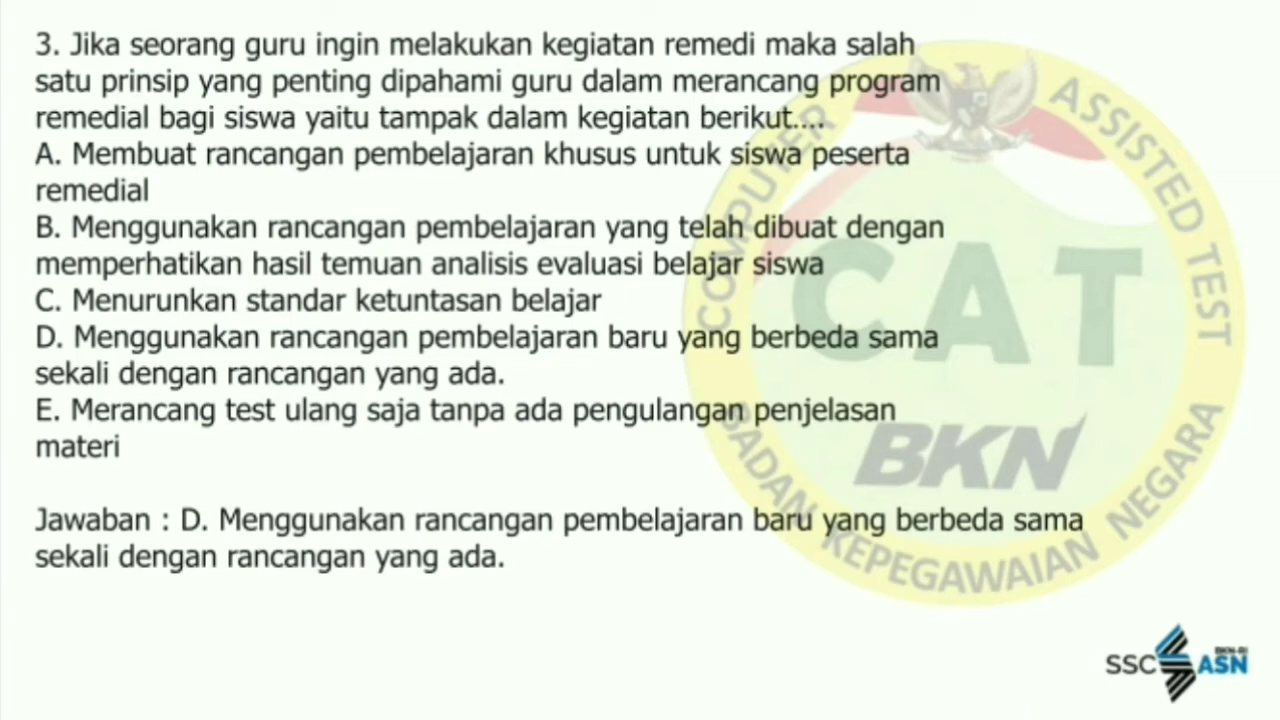 3. Jika seorang guru ingin melakukan kegiatan remedi maka salah
satu prinsip yang penting dipahami guru dalam merancang program
remedial bagi siswa yaitu tampak dalam kegiatan berikut....
A. Membuat rancangan pembelajaran khusus untuk siswa peserta
remedial
B. Menggunakan rancangan pembelajaran yang telah dibuat dengan
memperhatikan hasil temuan analisis evaluasi belajar siswa
C. Menurunkan standar ketuntasan belajar
D. Menggunakan rancangan pembelajaran baru yang berbeda sama
sekali dengan rancangan yang ada.
E. Merancang test ulang saja tanpa ada pengulangan penjelasan
materi
Jawaban : D. Menggunakan rancangan pembelajaran baru yang berbeda sama
sekali dengan rancangan yang ada.
COMPUTER ASSISTED TEST
CAT
BKN
BADAN KEPEGAWAIAN NEGARA
SSC ASN
BKN-RI